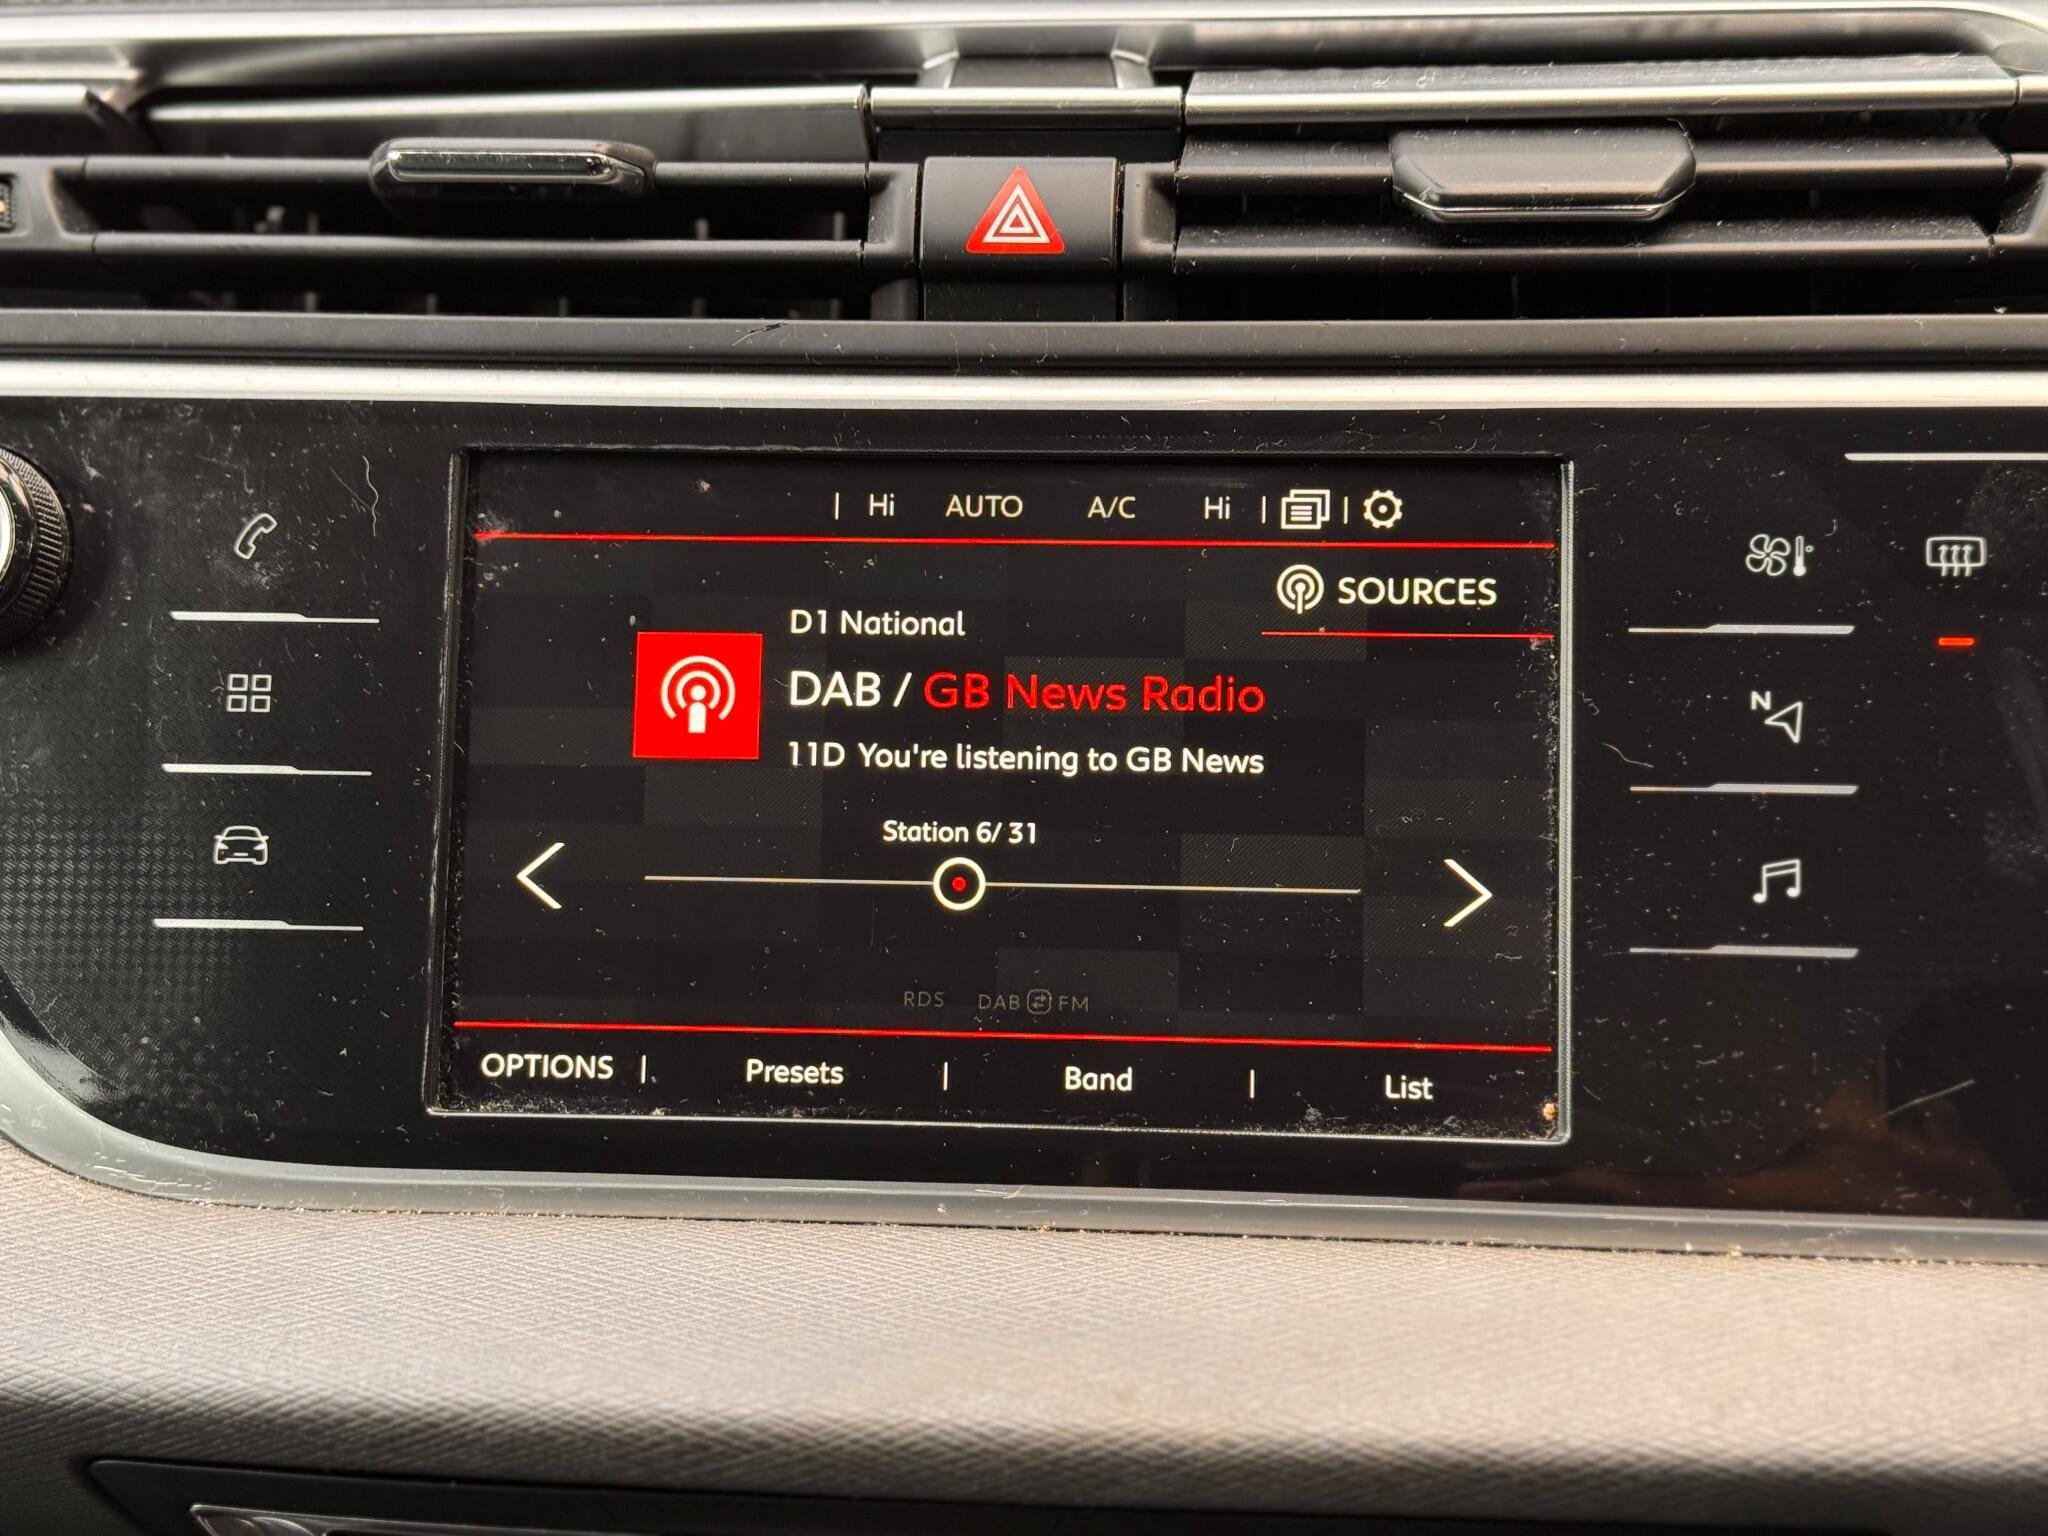 | Hi AUTO A/C Hi | |
SOURCES
D1 National
DAB / GB News Radio
11D You're listening to GB News
Station 6/ 31
RDS DAB FM
OPTIONS | Presets | Band | List
N